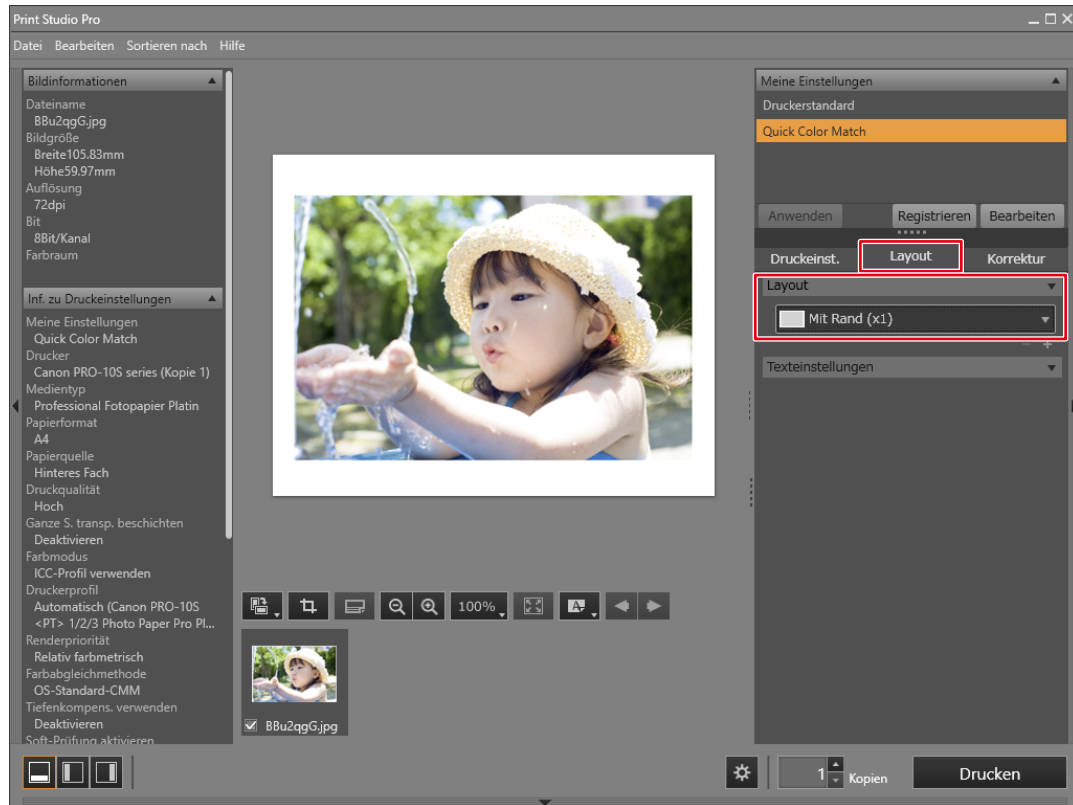 Print Studio Pro
Datei Bearbeiten Sortieren nach Hilfe
Bildinformationen
Dateiname
BBu2qgG.jpg
Bildgröße
Breite105.83mm
Höhe59.97mm
Auflösung
72dpi
Bit
8Bit/Kanal
Farbraum
Inf. zu Druckeinstellungen
Meine Einstellungen
Quick Color Match
Drucker
Canon PRO-10S series (Kopie 1)
Medientyp
Professional Fotopapier Platin
Papierformat
A4
Papierquelle
Hinteres Fach
Druckqualität
Hoch
Ganze S. transp. beschichten
Deaktivieren
Farbmodus
ICC-Profil verwenden
Druckerprofil
Automatisch (Canon PRO-10S
<PT> 1/2/3 Photo Paper Pro Pl...
Renderpriorität
Relativ farbmetrisch
Farbabgleichmethode
OS-Standard-CMM
Tiefenkompens. verwenden
Deaktivieren
Soft-Prüfung aktivieren
100%
BBu2qgG.jpg
Meine Einstellungen
Druckerstandard
Quick Color Match
Anwenden Registrieren Bearbeiten
Druckeinst. Layout Korrektur
Layout
Mit Rand (x1)
Texteinstellungen
1 Kopien Drucken